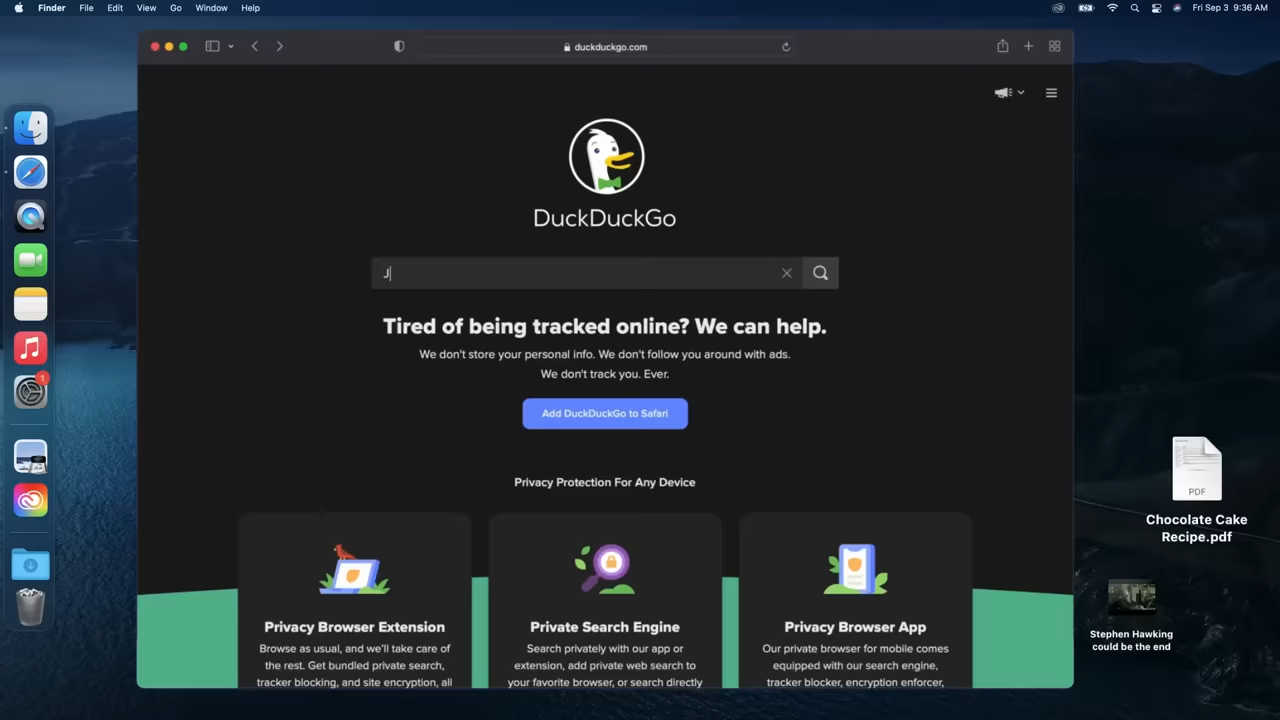 Finder File Edit View Go Window Help
Fri Sep 3 9:36 AM
duckduckgo.com
DuckDuckGo
J
Tired of being tracked online? We can help.
We don't store your personal info. We don't follow you around with ads.
We don't track you. Ever.
Add DuckDuckGo to Safari
Privacy Protection For Any Device
Privacy Browser Extension
Browse as usual, and we'll take care of
the rest. Get bundled private search,
tracker blocking, and site encryption, all
Private Search Engine
Search privately with our app or
extension, add private web search to
your favorite browser, or search directly
Privacy Browser App
Our private browser for mobile comes
equipped with our search engine,
tracker blocker, encryption enforcer,
1
PDF
Chocolate Cake
Recipe.pdf
Stephen Hawking
could be the end